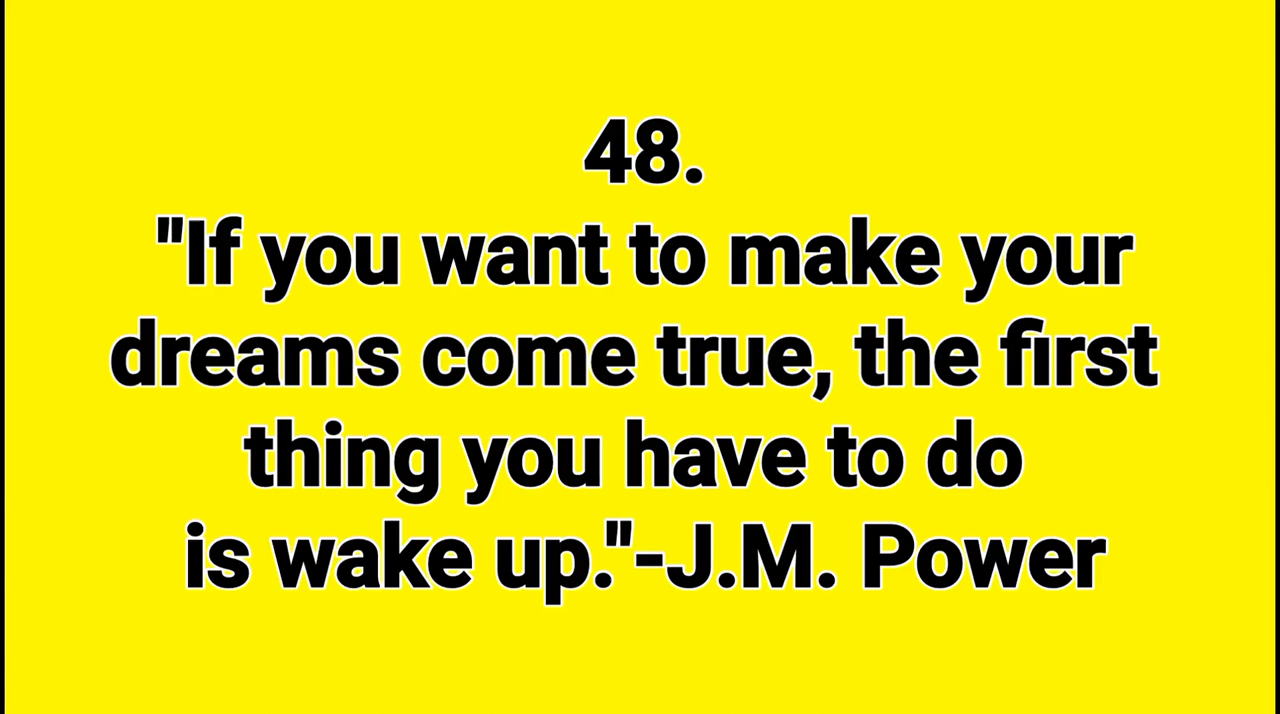 48.
"If you want to make your
dreams come true, the first
thing you have to do
is wake up."-J.M. Power